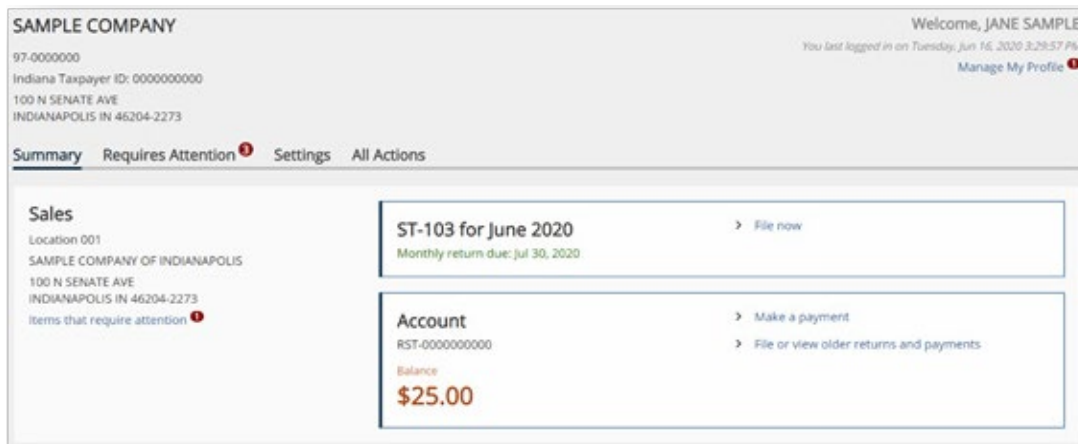 SAMPLE COMPANY
97-0000000
Indiana Taxpayer ID: 0000000000
100 N SENATE AVE
INDIANAPOLIS IN 46204-2273
Welcome, JANE SAMPLE
You last logged in on Tuesday, Jun 16, 2020 3:29:57 PM
Manage My Profile 1
Summary Requires Attention 3 Settings All Actions
Sales
Location 001
SAMPLE COMPANY OF INDIANAPOLIS
100 N SENATE AVE
INDIANAPOLIS IN 46204-2273
Items that require attention 1
ST-103 for June 2020
Monthly return due: Jul 30, 2020
> File now
Account
RST-0000000000
Balance
$25.00
> Make a payment
> File or view older returns and payments